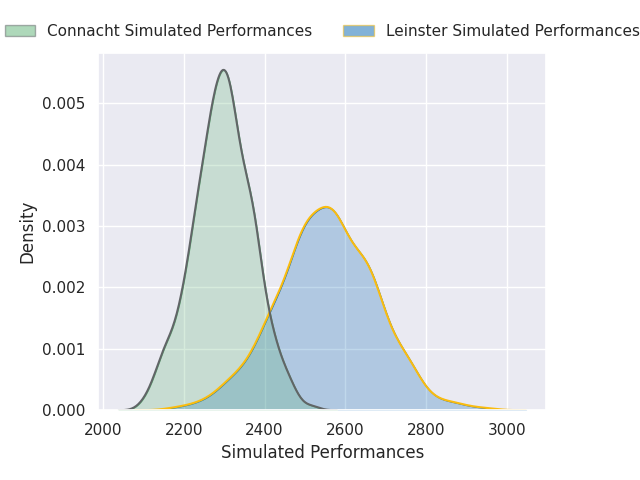 Connacht Simulated Performances Leinster Simulated Performances
0.005
0.004
0.003
0.002
0.001
0.000
Density
2000 2200 2400 2600 2800 3000
Simulated Performances